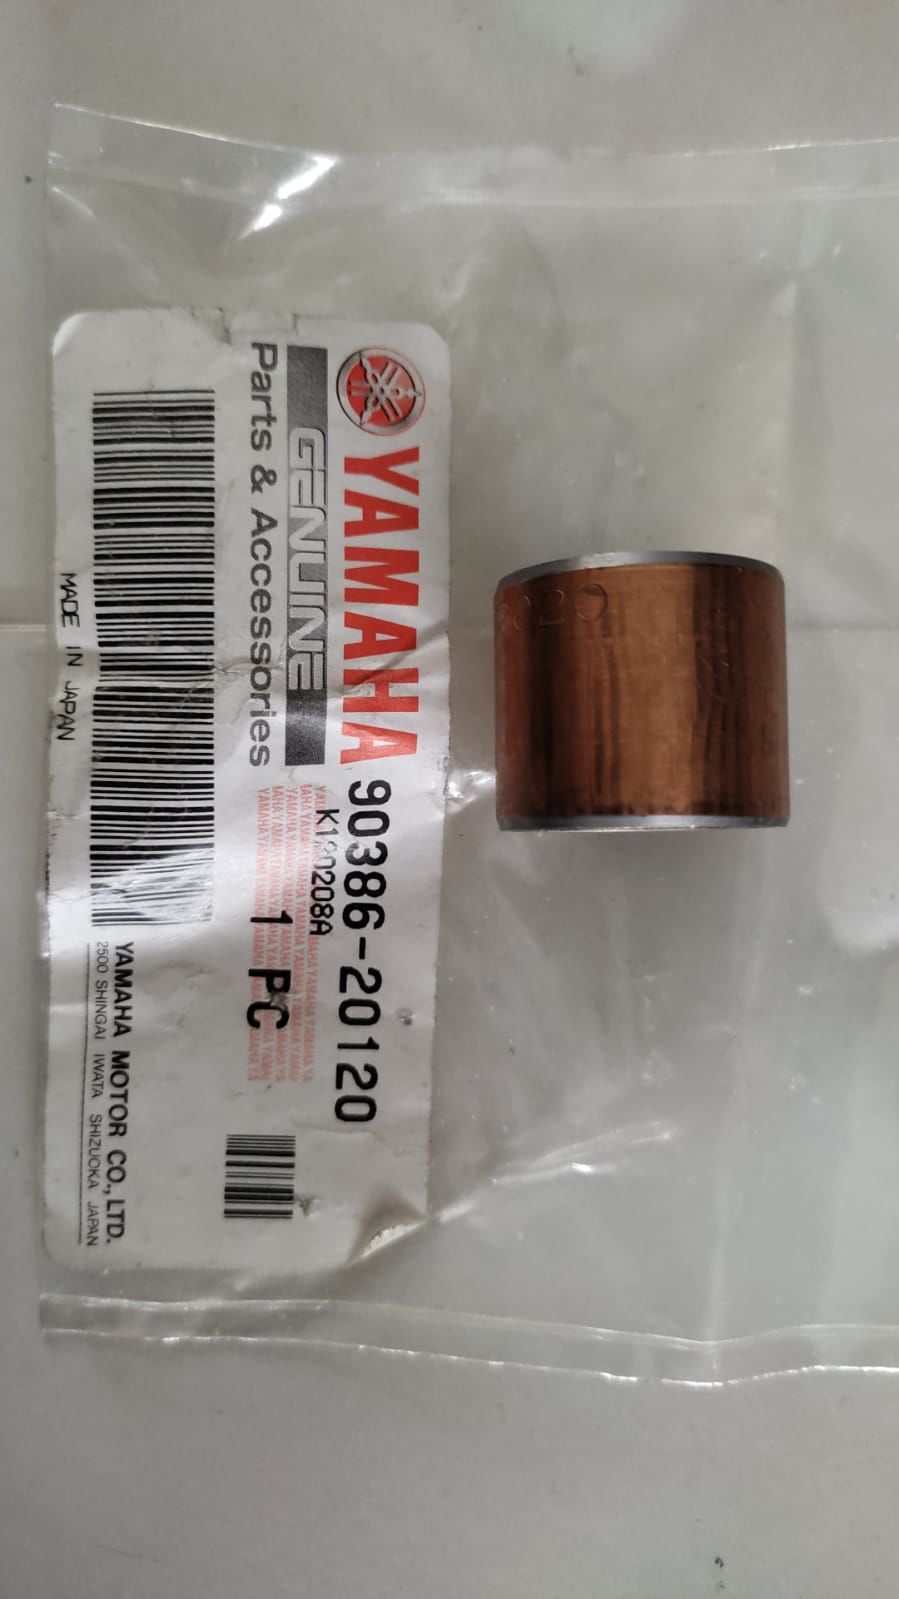 YAMAHA
GENUINE
Parts & Accessories
90386-20120
1 PC
MADE IN JAPAN
YAMAHA MOTOR CO., LTD.
2500 SHINGAI IWATA SHIZUOKA JAPAN
2020